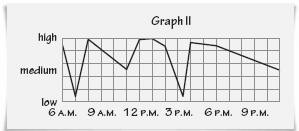 Graph II
high
medium
low
6 A.M. 9 A.M. 12 P.M. 3 P.M. 6 P.M. 9 P.M.